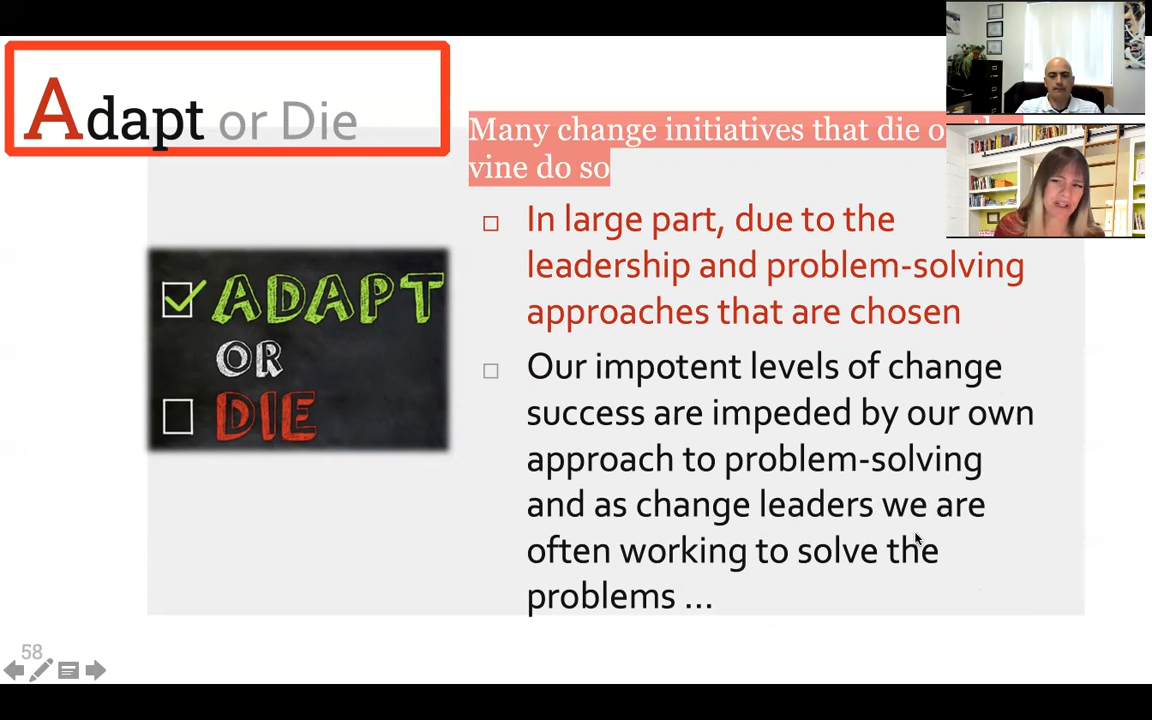 Adapt or Die
Many change initiatives that die o
vine do so
In large part, due to the
leadership and problem-solving
approaches that are chosen
ADAPT
OR
DIE
Our impotent levels of change
success are impeded by our own
approach to problem-solving
and as change leaders we are
often working to solve the
problems ...
58